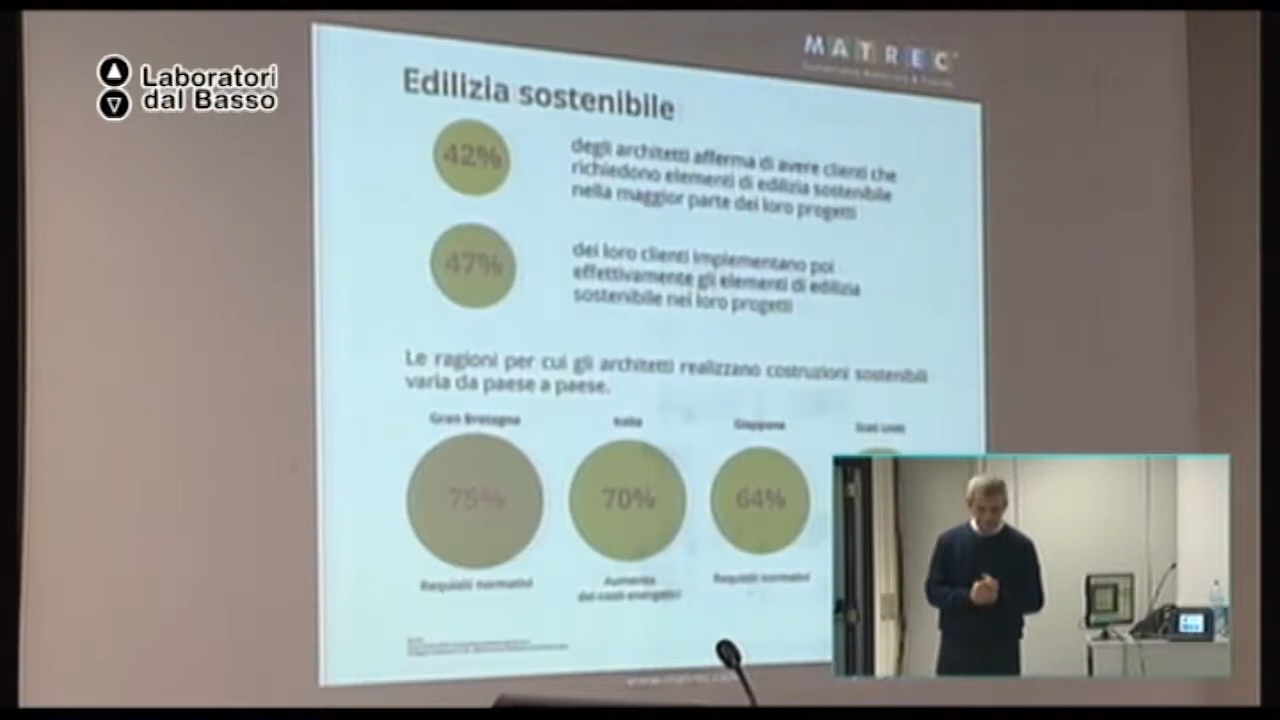 Laboratori
dal Basso
MATREC
Edilizia sostenibile
42%
degli architetti afferma di avere clienti che
richiedono elementi di edilizia sostenibile
nella maggior parte dei loro progetti
47%
dei loro clienti implementano poi
effettivamente gli elementi di edilizia
sostenibile nei loro progetti
Le ragioni per cui gli architetti realizzano costruzioni sostenibili
varia da paese a paese.
Gran Bretagna
Italia
Giappone
Stati Uniti
75%
70%
64%
Requisiti normativi
Aumento
dei costi energetici
Requisiti normativi